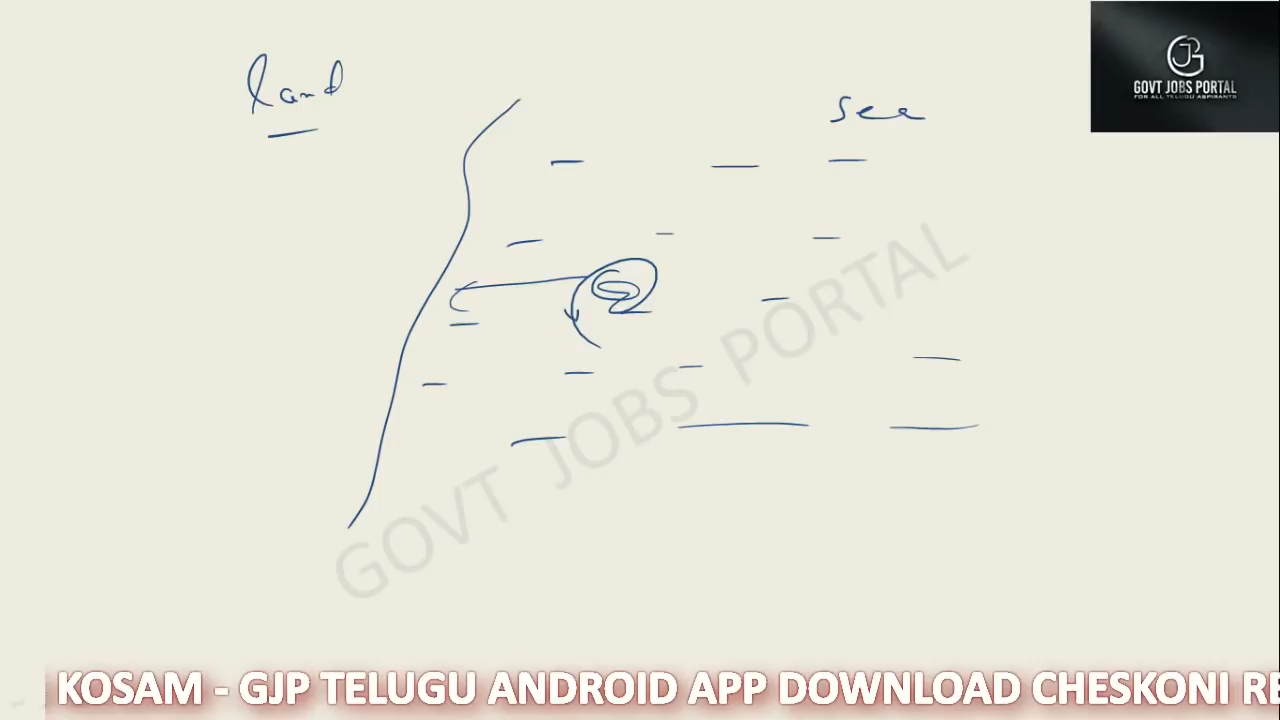 land
sea
GOVT JOBS PORTAL
FOR ALL TELUGU ASPIRANTS
GOVT JOBS PORTAL
KOSAM - GJP TELUGU ANDROID APP DOWNLOAD CHESKONI RE